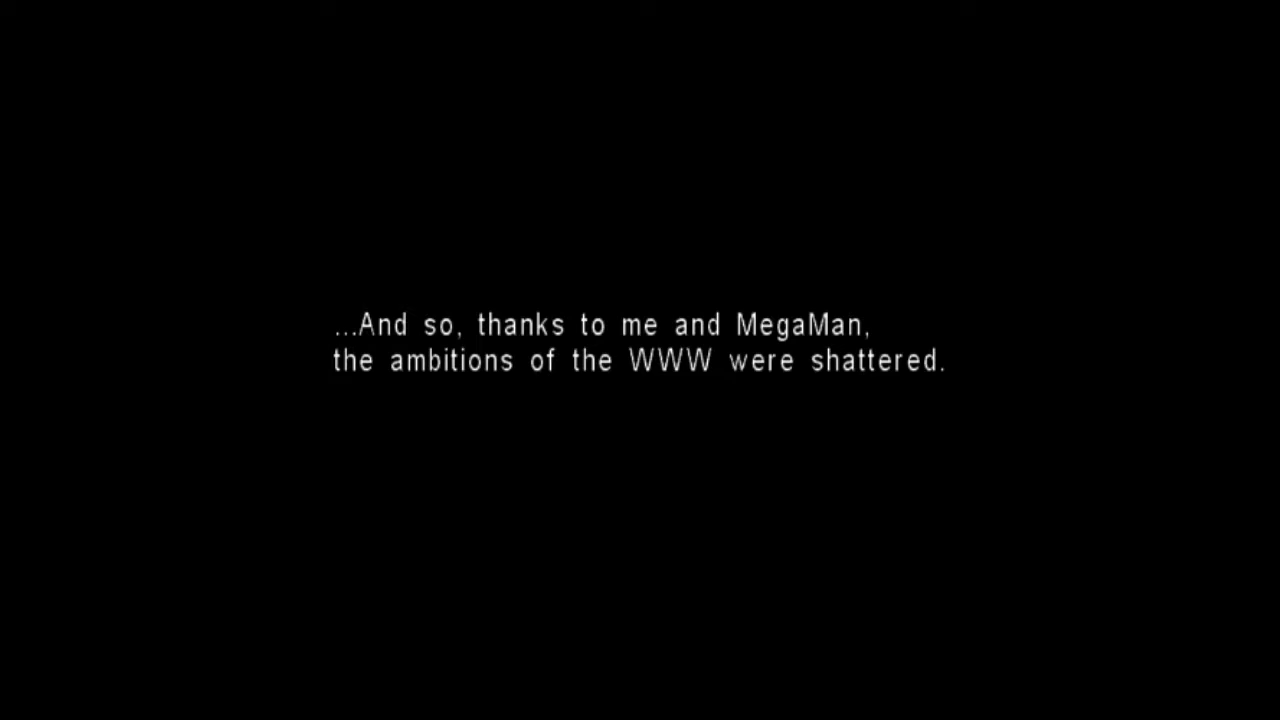 ...And so, thanks to me and MegaMan,
the ambitions of the WWW were shattered.